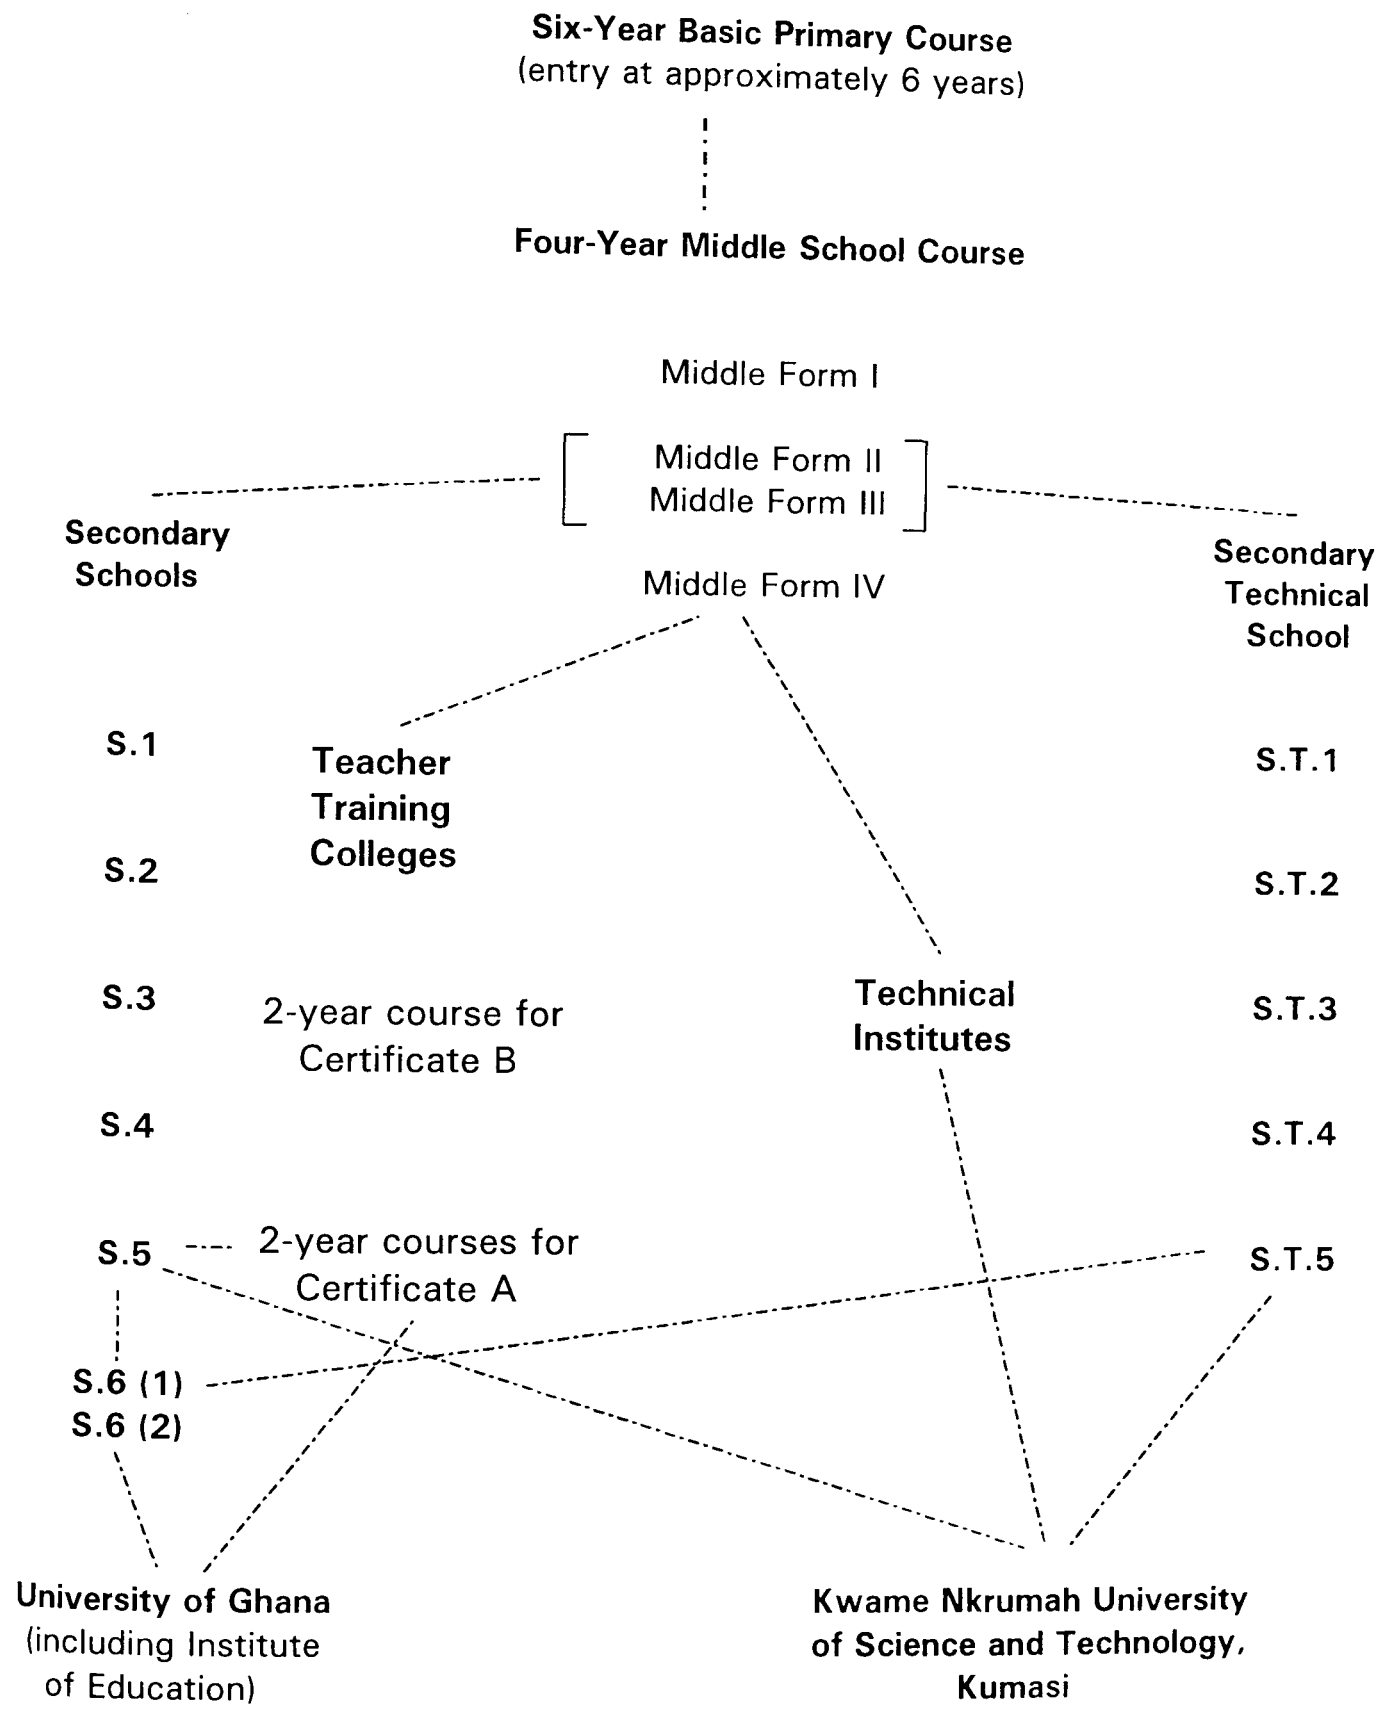 Six-Year Basic Primary Course
(entry at approximately 6 years)
Four-Year Middle School Course
Middle Form I
Middle Form II
Middle Form III
Middle Form IV
Secondary
Schools
Secondary
Technical
School
S.1
S.2
S.3
S.4
S.5
S.6 (1)
S.6 (2)
Teacher
Training
Colleges
2-year course for
Certificate B
2-year courses for
Certificate A
Technical
Institutes
S.T.1
S.T.2
S.T.3
S.T.4
S.T.5
University of Ghana
(including Institute
of Education)
Kwame Nkrumah University
of Science and Technology,
Kumasi